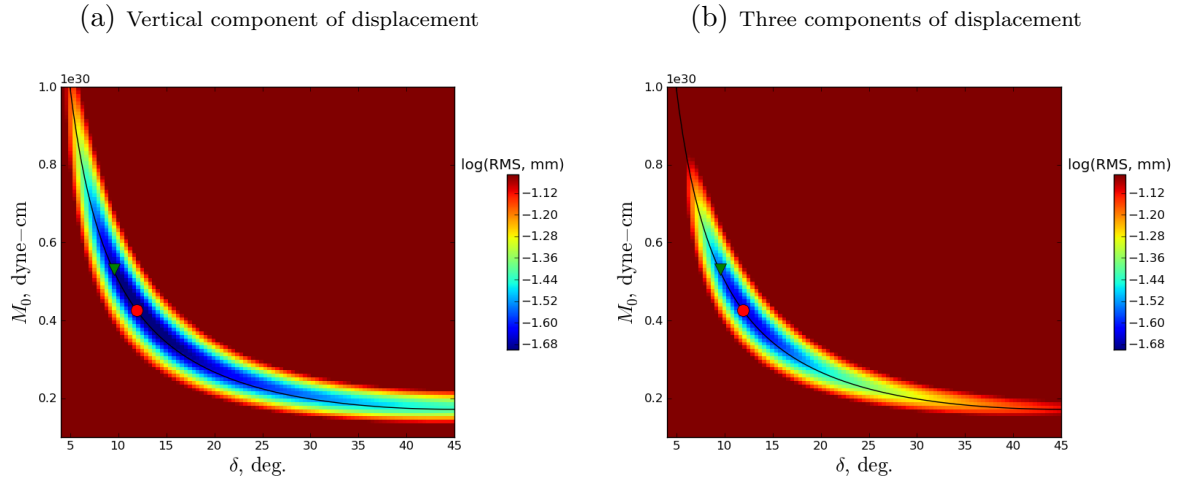 (a) Vertical component of displacement
1e30
1.0
0.8
0.6
0.4
0.2
M₀, dyne−cm
5 10 15 20 25 30 35 40 45
δ, deg.
log(RMS, mm)
−1.12
−1.20
−1.28
−1.36
−1.44
−1.52
−1.60
−1.68
(b) Three components of displacement
1e30
1.0
0.8
0.6
0.4
0.2
M₀, dyne−cm
5 10 15 20 25 30 35 40 45
δ, deg.
log(RMS, mm)
−1.12
−1.20
−1.28
−1.36
−1.44
−1.52
−1.60
−1.68